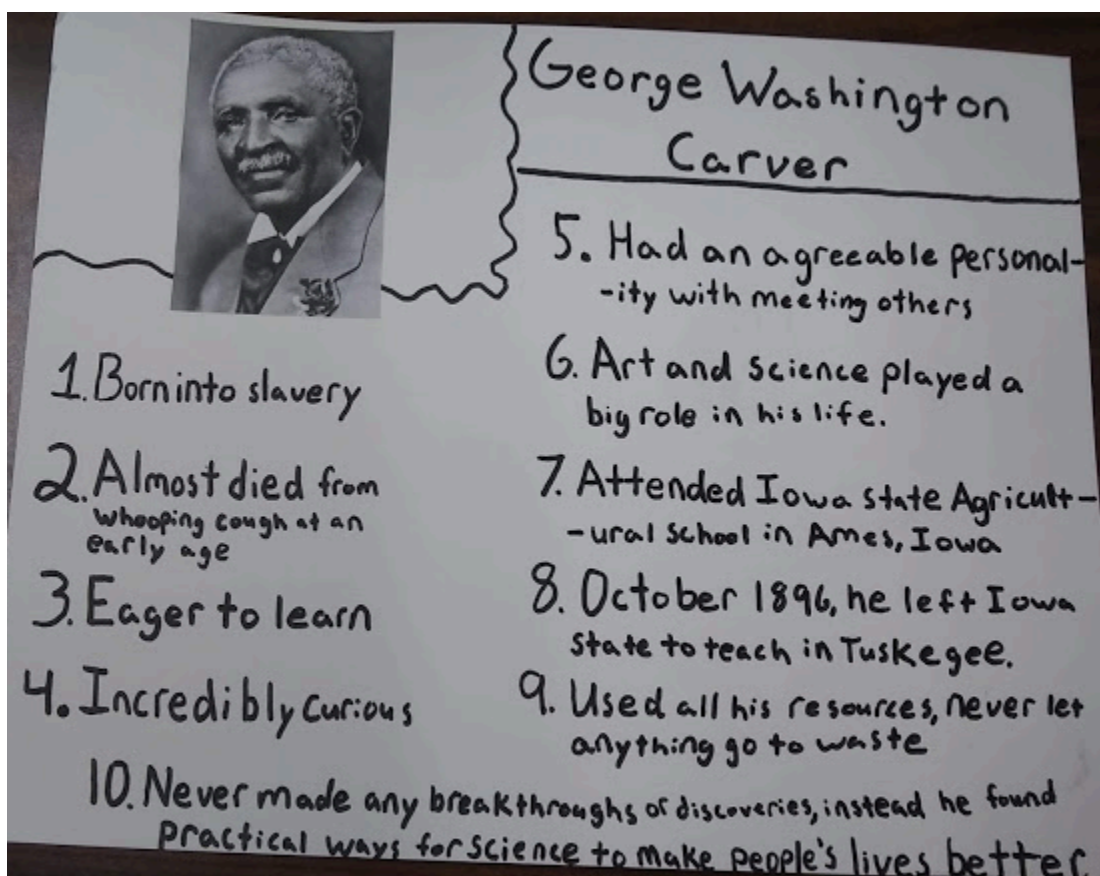 George Washington
Carver
1. Born into slavery
2. Almost died from
whooping cough at an
early age
3. Eager to learn
4. Incredibly curious
5. Had an agreeable personal-
-ity with meeting others
6. Art and science played a
big role in his life.
7. Attended Iowa state Agricult-
-ural school in Ames, Iowa
8. October 1896, he left Iowa
state to teach in Tuskegee.
9. Used all his resources, never let
anything go to waste
10. Never made any breakthroughs or discoveries, instead he found
practical ways for science to make people's lives better